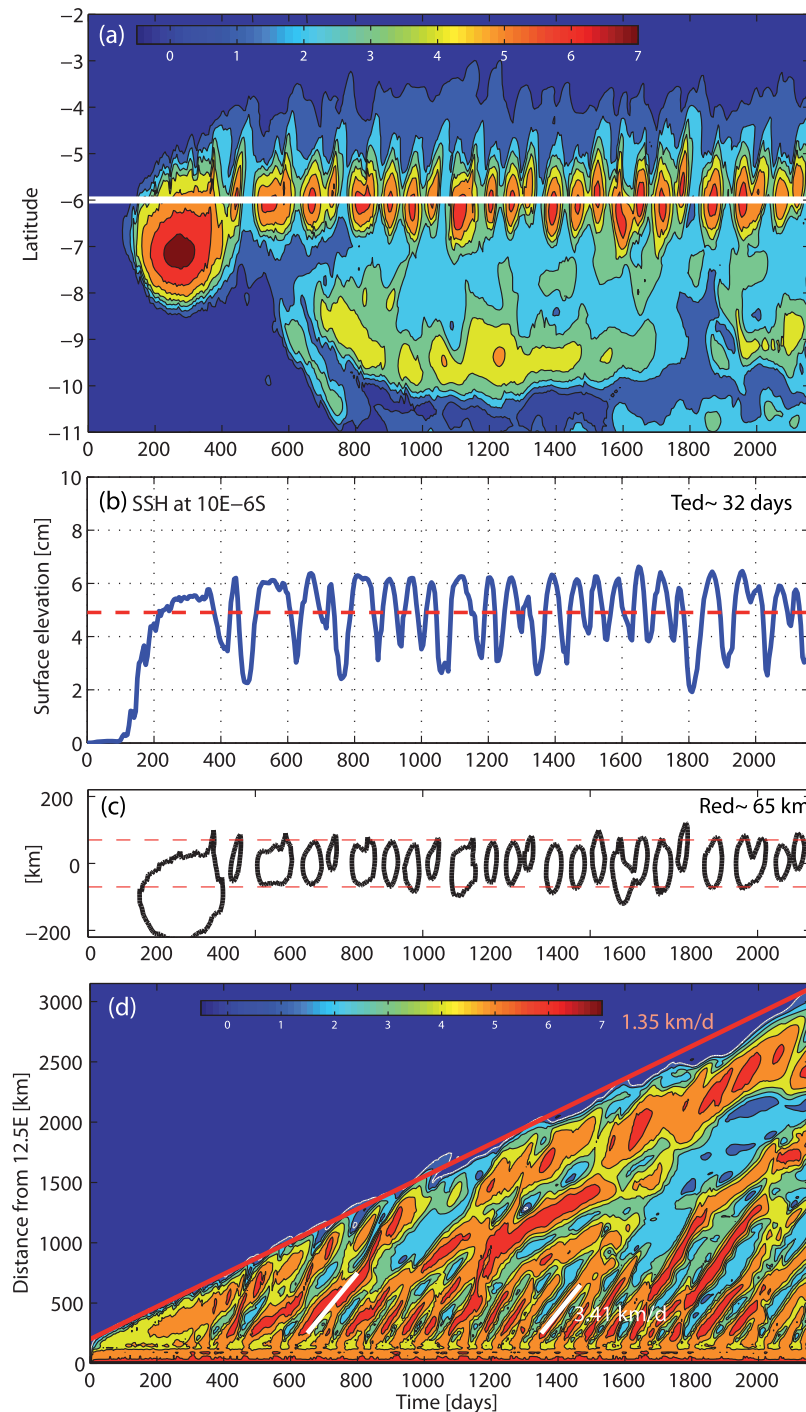 (a)
0 1 2 3 4 5 6 7
−2
−3
−4
−5
−6
−7
−8
−9
−10
−11
Latitude
0 200 400 600 800 1000 1200 1400 1600 1800 2000
(b) SSH at 10E−6S
Ted~ 32 days
10
8
6
4
2
0
Surface elevation [cm]
0 200 400 600 800 1000 1200 1400 1600 1800 2000
(c)
Red~ 65 km
200
0
−200
[km]
0 200 400 600 800 1000 1200 1400 1600 1800 2000
(d)
0 1 2 3 4 5 6 7
1.35 km/d
3000
2500
2000
1500
1000
500
0
Distance from 12.5E [km]
3.41 km/d
0 200 400 600 800 1000 1200 1400 1600 1800 2000
Time [days]